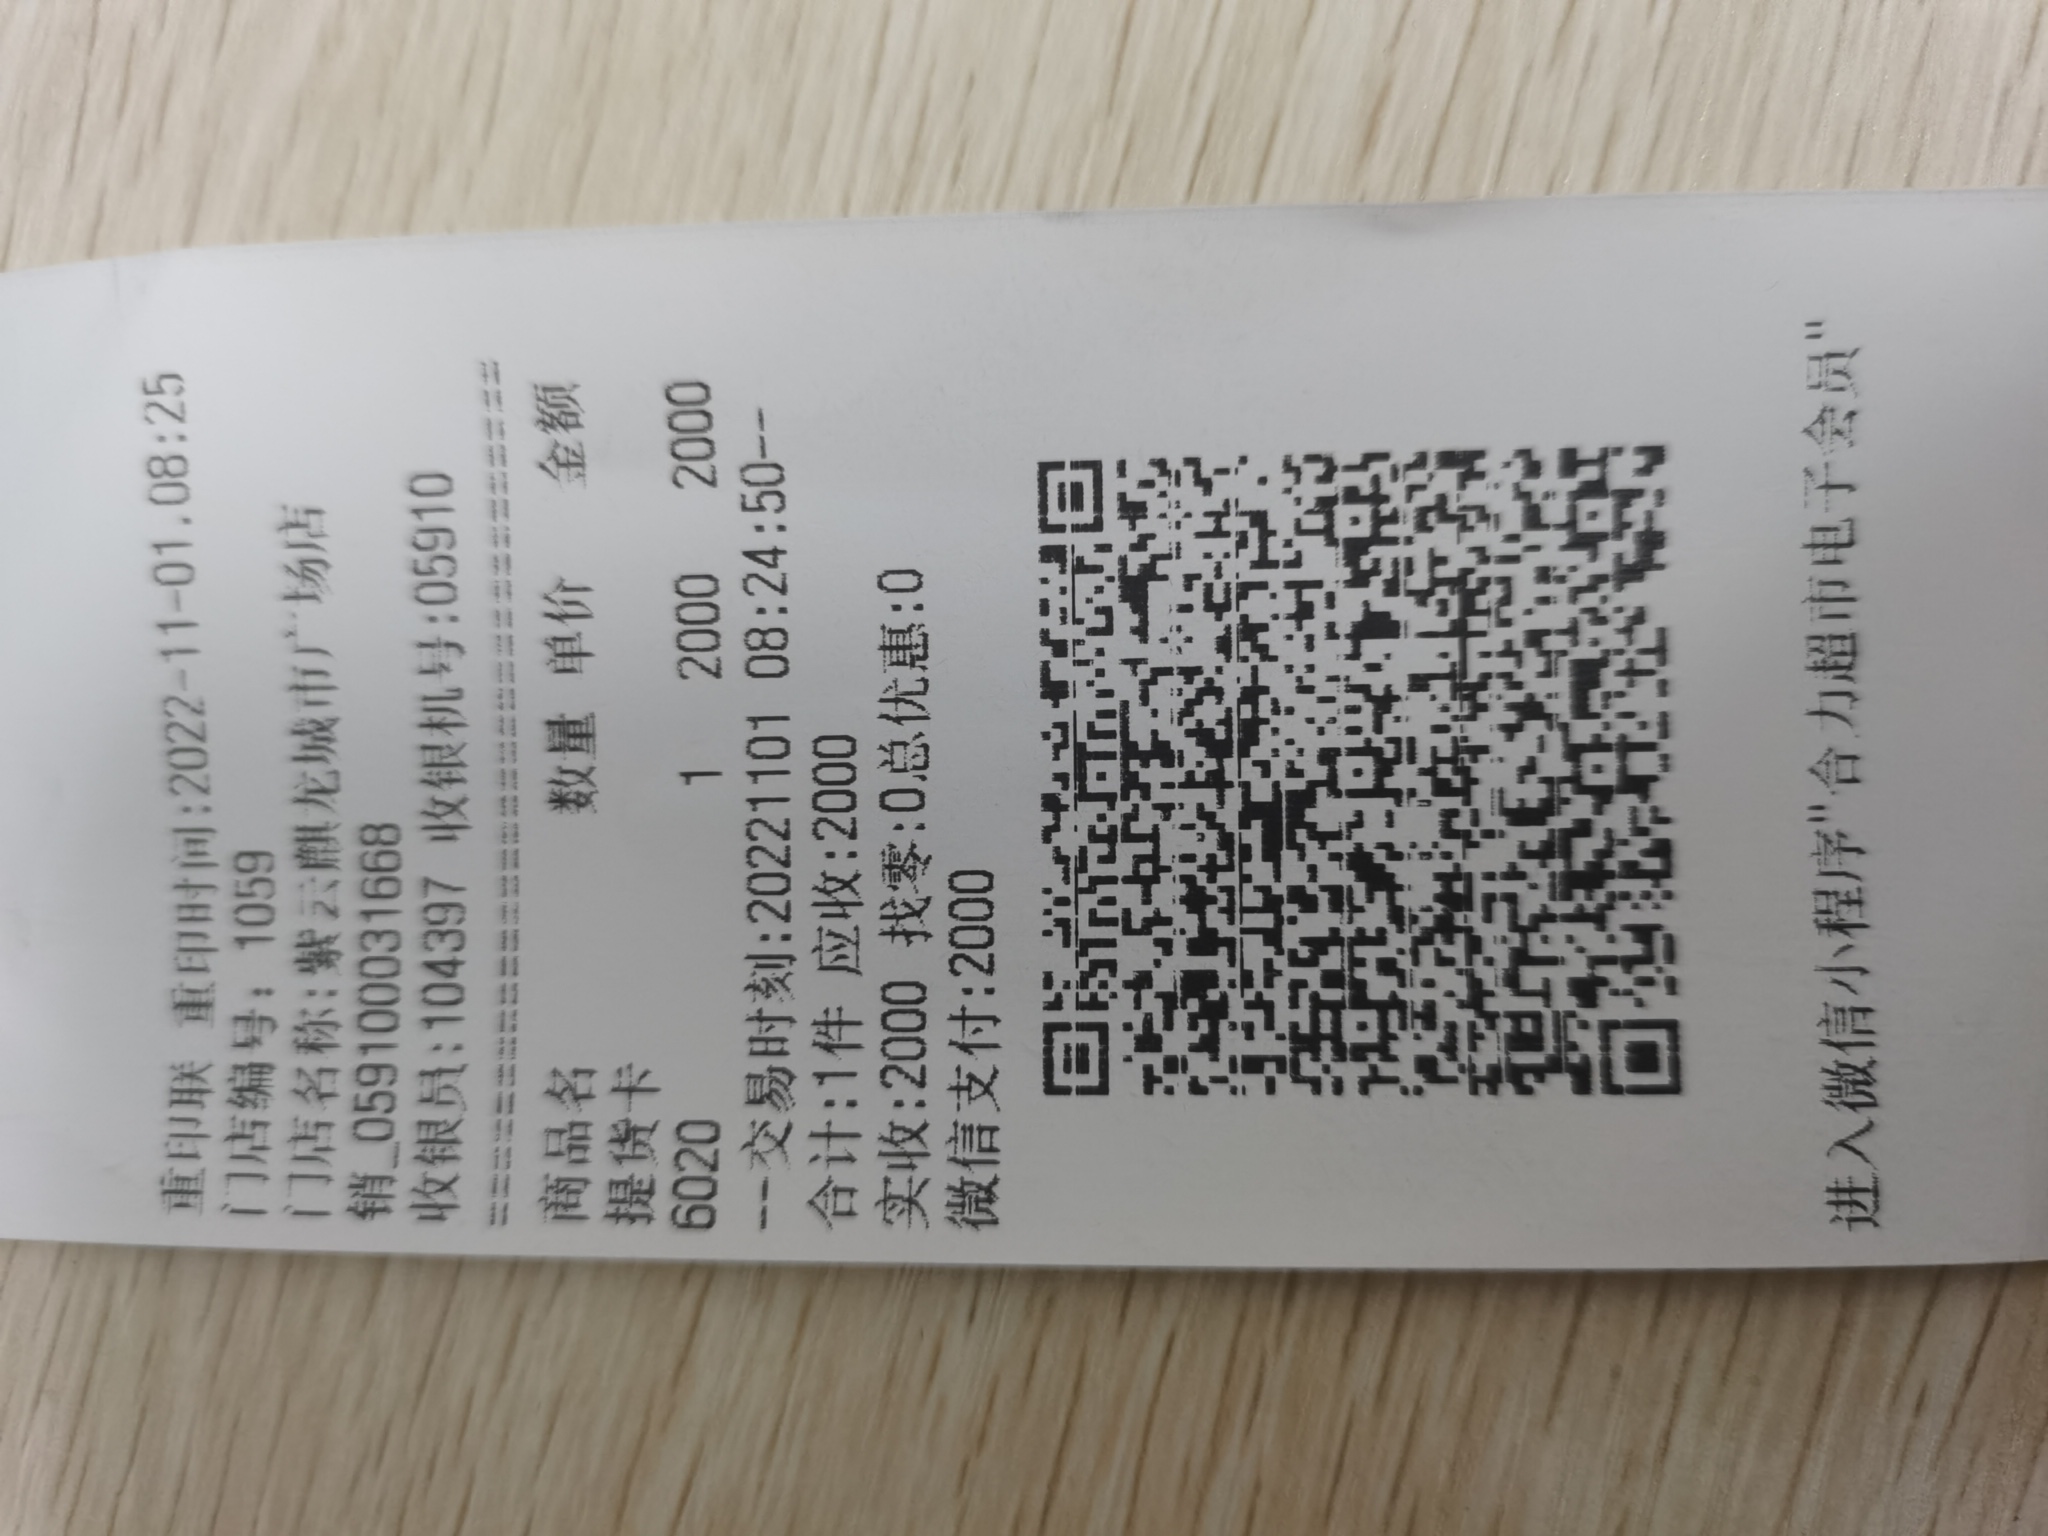 重印联 重印时间:2022-11-01.08:25
门店编号: 1059
门店名称:紫云麒龙城市广场店
销_0591000031668
收银员:104397 收银机号:05910
商品名 数量 单价 金额
提货卡
6020 1 2000 2000
--交易时刻:20221101 08:24:50--
合计:1件 应收:2000
实收:2000 找零:0总优惠:0
微信支付:2000
进入微信小程序"合力超市电子会员"